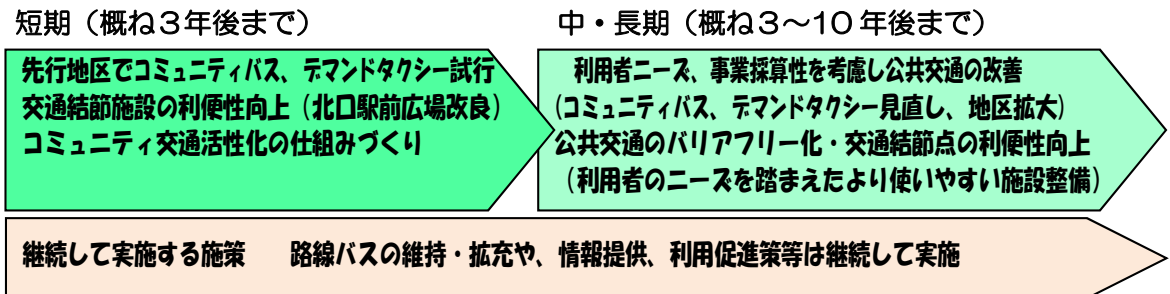 短期（概ね３年後まで）
先行地区でコミュニティバス、デマンドタクシー試行
交通結節施設の利便性向上（北口駅前広場改良）
コミュニティ交通活性化の仕組みづくり
中・長期（概ね３～10年後まで）
利用者ニーズ、事業採算性を考慮し公共交通の改善
(コミュニティバス、デマンドタクシー見直し、地区拡大)
公共交通のバリアフリー化・交通結節点の利便性向上
（利用者のニーズを踏まえたより使いやすい施設整備）
継続して実施する施策　　路線バスの維持・拡充や、情報提供、利用促進策等は継続して実施